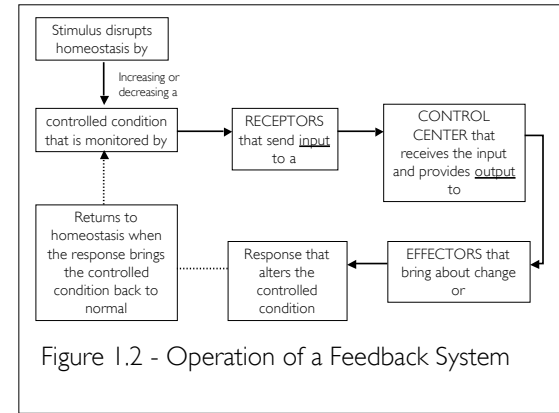 Stimulus disrupts
homeostasis by
Increasing or
decreasing a
controlled condition
that is monitored by
RECEPTORS
that send input
to a
CONTROL
CENTER that
receives the input
and provides output
to
EFFECTORS that
bring about change
or
Response that
alters the
controlled
condition
Returns to
homeostasis when
the response brings
the controlled
condition back to
normal
Figure 1.2 - Operation of a Feedback System